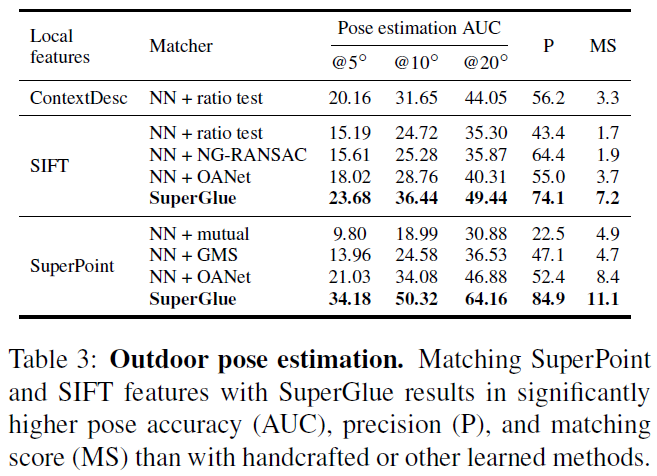 Local features Matcher Pose estimation AUC P MS
@5° @10° @20°
ContextDesc NN + ratio test 20.16 31.65 44.05 56.2 3.3
SIFT NN + ratio test 15.19 24.72 35.30 43.4 1.7
NN + NG-RANSAC 15.61 25.28 35.87 64.4 1.9
NN + OANet 18.02 28.76 40.31 55.0 3.7
SuperGlue 23.68 36.44 49.44 74.1 7.2
SuperPoint NN + mutual 9.80 18.99 30.88 22.5 4.9
NN + GMS 13.96 24.58 36.53 47.1 4.7
NN + OANet 21.03 34.08 46.88 52.4 8.4
SuperGlue 34.18 50.32 64.16 84.9 11.1
Table 3: Outdoor pose estimation. Matching SuperPoint
and SIFT features with SuperGlue results in significantly
higher pose accuracy (AUC), precision (P), and matching
score (MS) than with handcrafted or other learned methods.